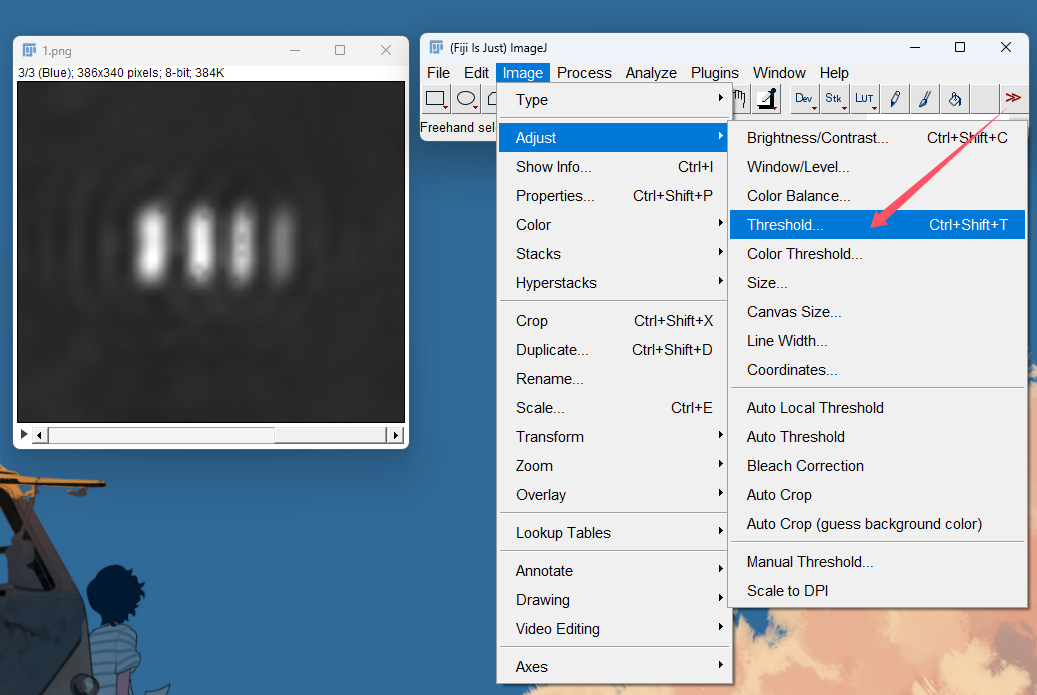 1.png
3/3 (Blue); 386x340 pixels; 8-bit; 384K
(Fiji Is Just) ImageJ
File Edit Image Process Analyze Plugins Window Help
Dev Stk LUT
Freehand sel
Type
Adjust
Show Info... Ctrl+I
Properties... Ctrl+Shift+P
Color
Stacks
Hyperstacks
Crop Ctrl+Shift+X
Duplicate... Ctrl+Shift+D
Rename...
Scale... Ctrl+E
Transform
Zoom
Overlay
Lookup Tables
Annotate
Drawing
Video Editing
Axes
Brightness/Contrast... Ctrl+Shift+C
Window/Level...
Color Balance...
Threshold... Ctrl+Shift+T
Color Threshold...
Size...
Canvas Size...
Line Width...
Coordinates...
Auto Local Threshold
Auto Threshold
Bleach Correction
Auto Crop
Auto Crop (guess background color)
Manual Threshold...
Scale to DPI